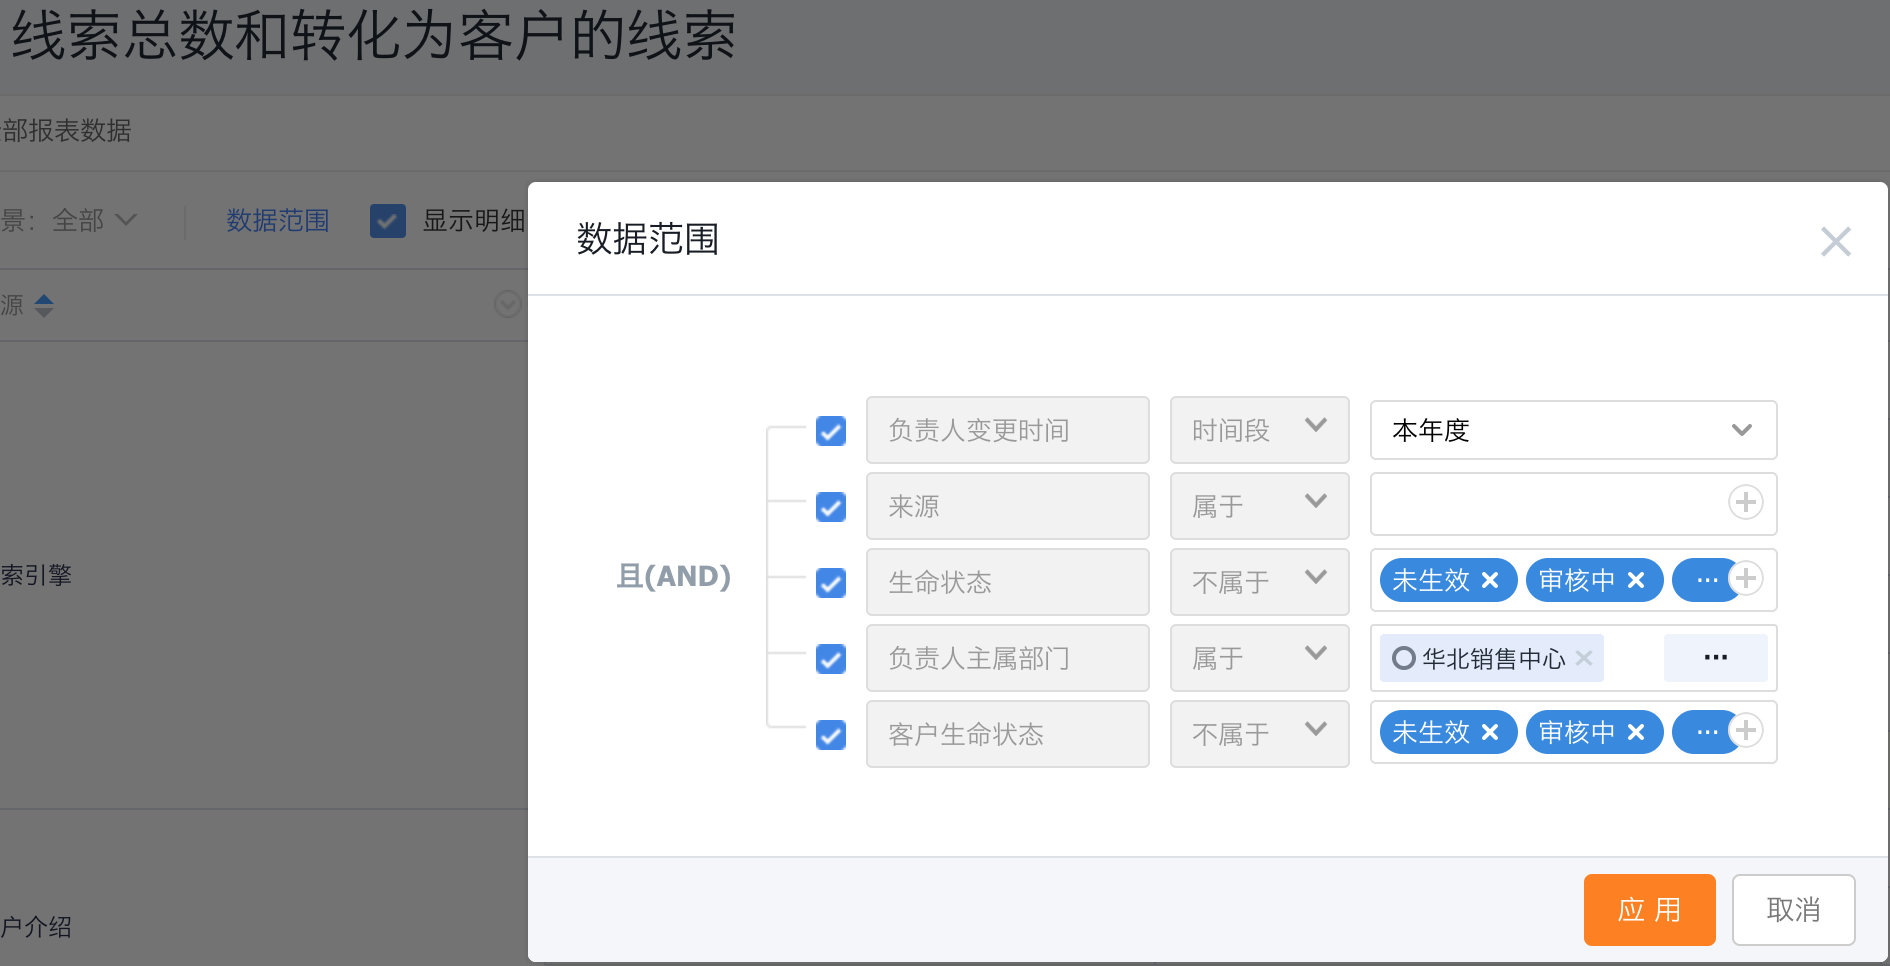 线索总数和转化为客户的线索
部报表数据
景：全部
数据范围
显示明细
源
索引擎
户介绍
数据范围
且(AND)
负责人变更时间 时间段 本年度
来源 属于
生命状态 不属于 未生效 审核中 ...
负责人主属部门 属于 华北销售中心 ...
客户生命状态 不属于 未生效 审核中 ...
应用 取消